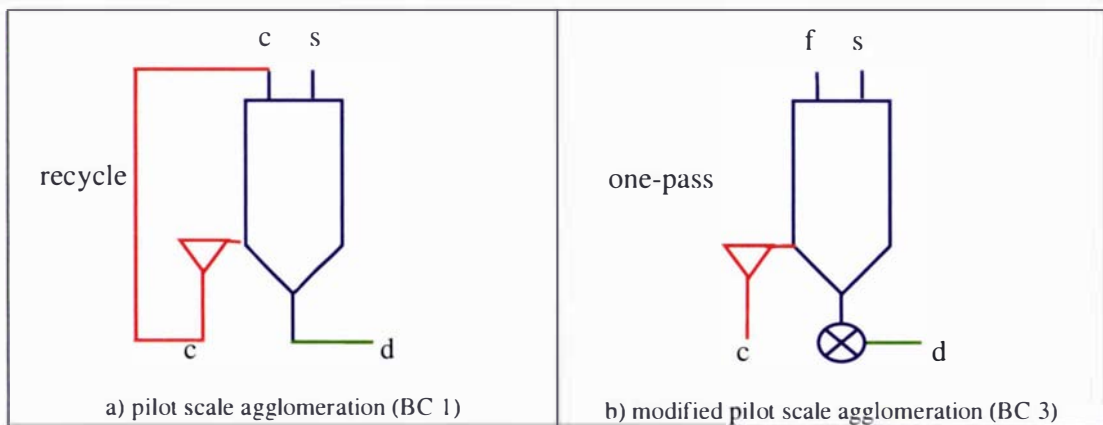 c s
recycle
c
d
a) pilot scale agglomeration (BC 1)
f s
one-pass
c
d
b) modified pilot scale agglomeration (BC 3)